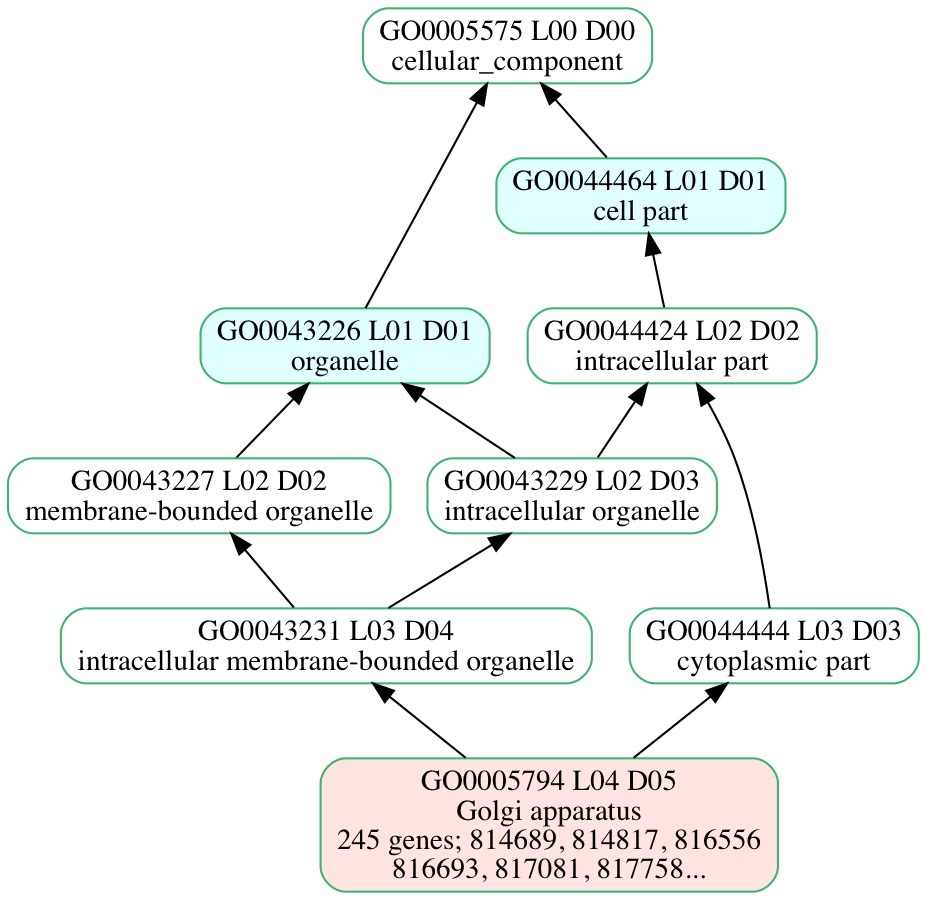 GO0005575 L00 D00
cellular_component
GO0044464 L01 D01
cell part
GO0043226 L01 D01
organelle
GO0044424 L02 D02
intracellular part
GO0043227 L02 D02
membrane-bounded organelle
GO0043229 L02 D03
intracellular organelle
GO0043231 L03 D04
intracellular membrane-bounded organelle
GO0044444 L03 D03
cytoplasmic part
GO0005794 L04 D05
Golgi apparatus
245 genes; 814689, 814817, 816556
816693, 817081, 817758...